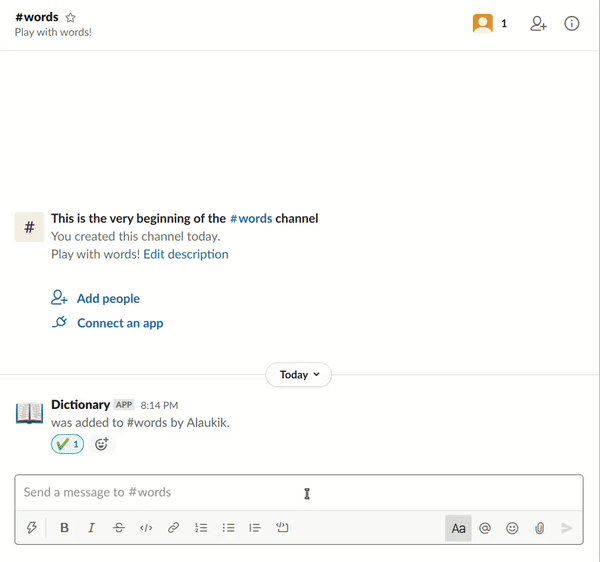 #words
Play with words!
1
#
This is the very beginning of the #words channel
You created this channel today.
Play with words! Edit description
Add people
Connect an app
Today
Dictionary APP 8:14 PM
was added to #words by Alaukik.
1
Send a message to #words
B I S </> Aa @